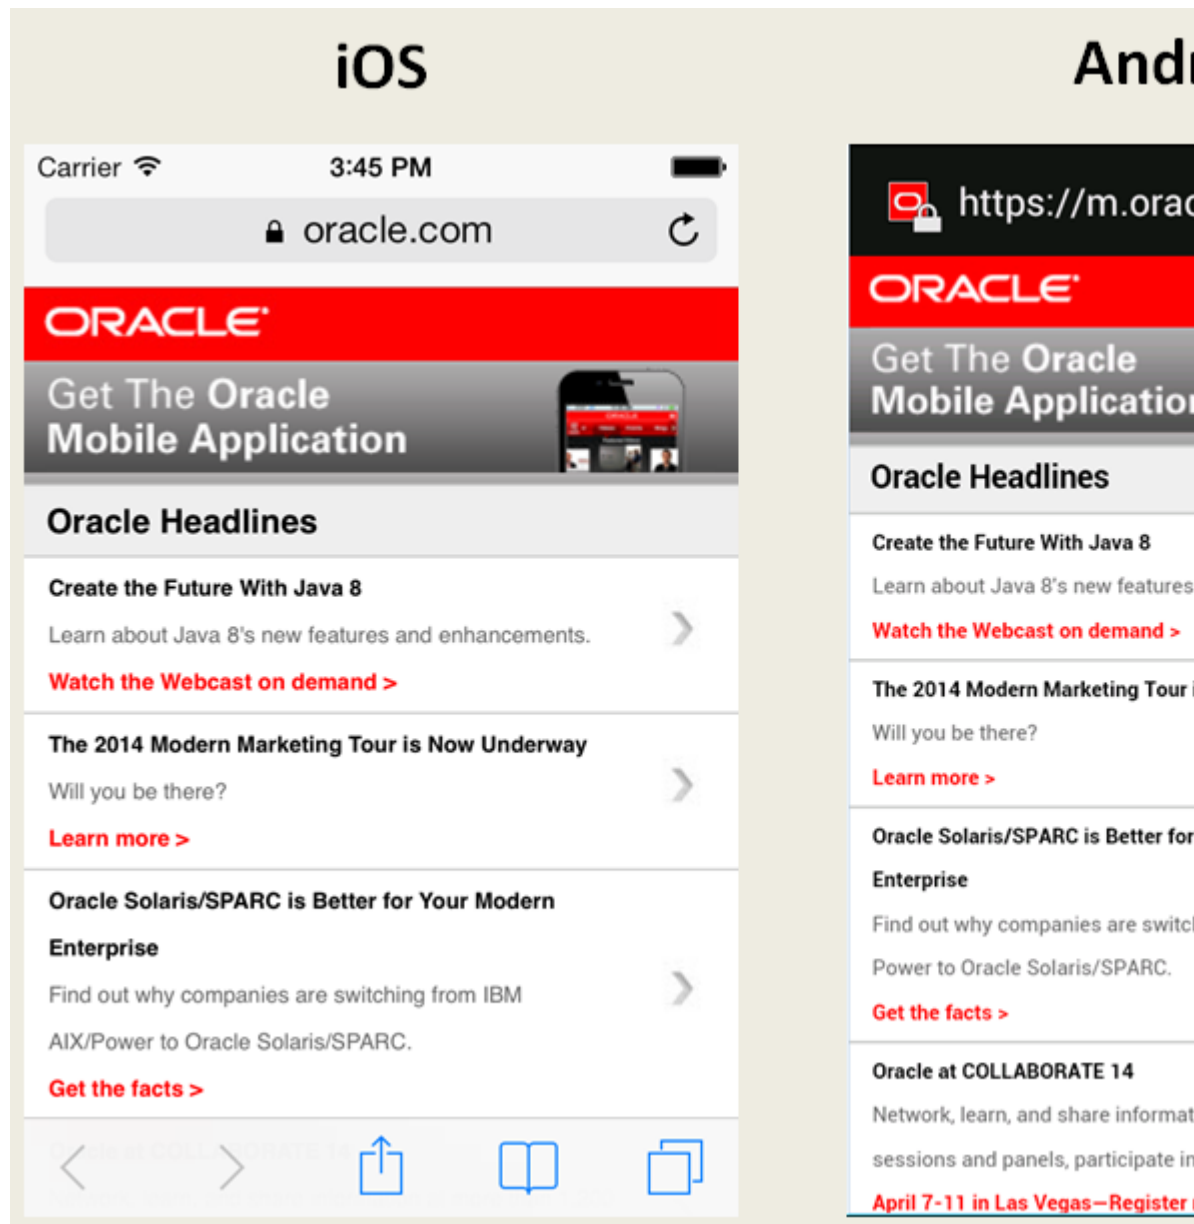 iOS
Carrier
3:45 PM
oracle.com
ORACLE
Get The Oracle
Mobile Application
Oracle Headlines
Create the Future With Java 8
Learn about Java 8's new features and enhancements.
Watch the Webcast on demand >
The 2014 Modern Marketing Tour is Now Underway
Will you be there?
Learn more >
Oracle Solaris/SPARC is Better for Your Modern
Enterprise
Find out why companies are switching from IBM
AIX/Power to Oracle Solaris/SPARC.
Get the facts >
Oracle at COLLABORATE 14
Andr
https://m.orac
ORACLE
Get The Oracle
Mobile Application
Oracle Headlines
Create the Future With Java 8
Learn about Java 8's new features
Watch the Webcast on demand >
The 2014 Modern Marketing Tour i
Will you be there?
Learn more >
Oracle Solaris/SPARC is Better for
Enterprise
Find out why companies are switch
Power to Oracle Solaris/SPARC.
Get the facts >
Oracle at COLLABORATE 14
Network, learn, and share informat
sessions and panels, participate in
April 7-11 in Las Vegas—Register